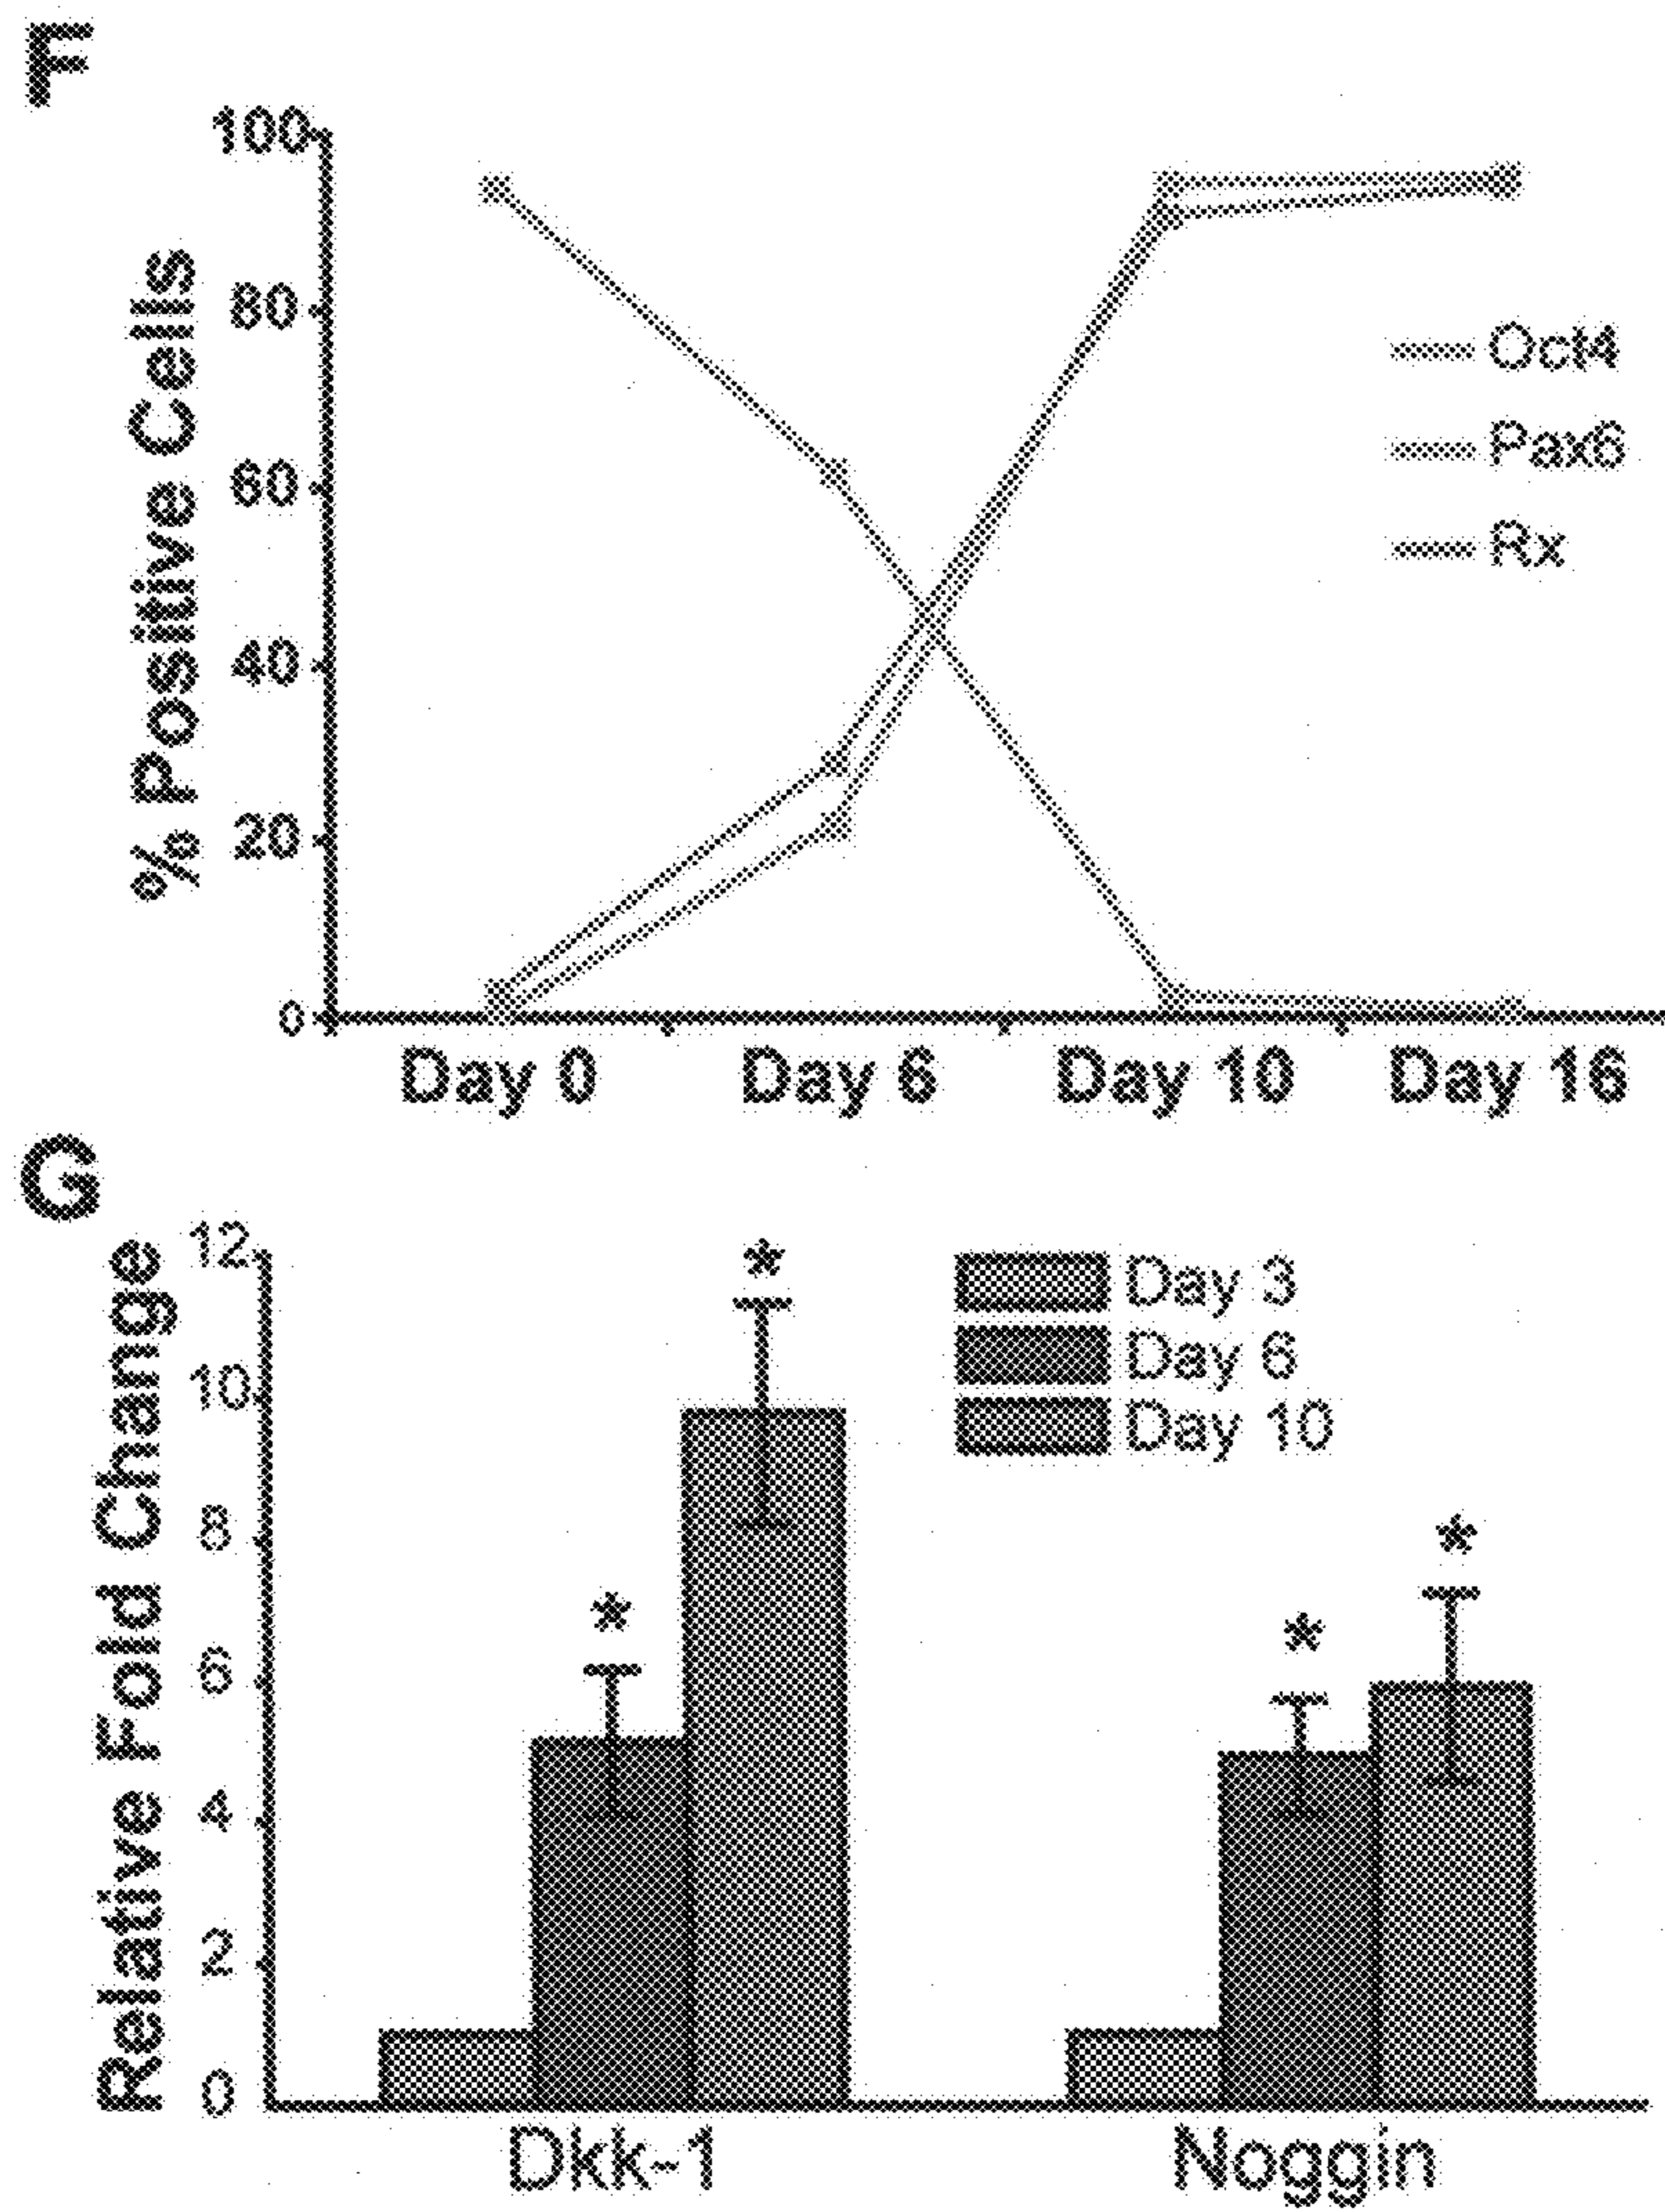 F
% Positive Cells
100
80
60
40
20
0
Oct4
Pax6
Rx
Day 0 Day 6 Day 10 Day 16
G
Relative Fold Change
12
10
8
6
4
2
0
Day 3
Day 6
Day 10
*
*
*
*
Dkk-1 Noggin